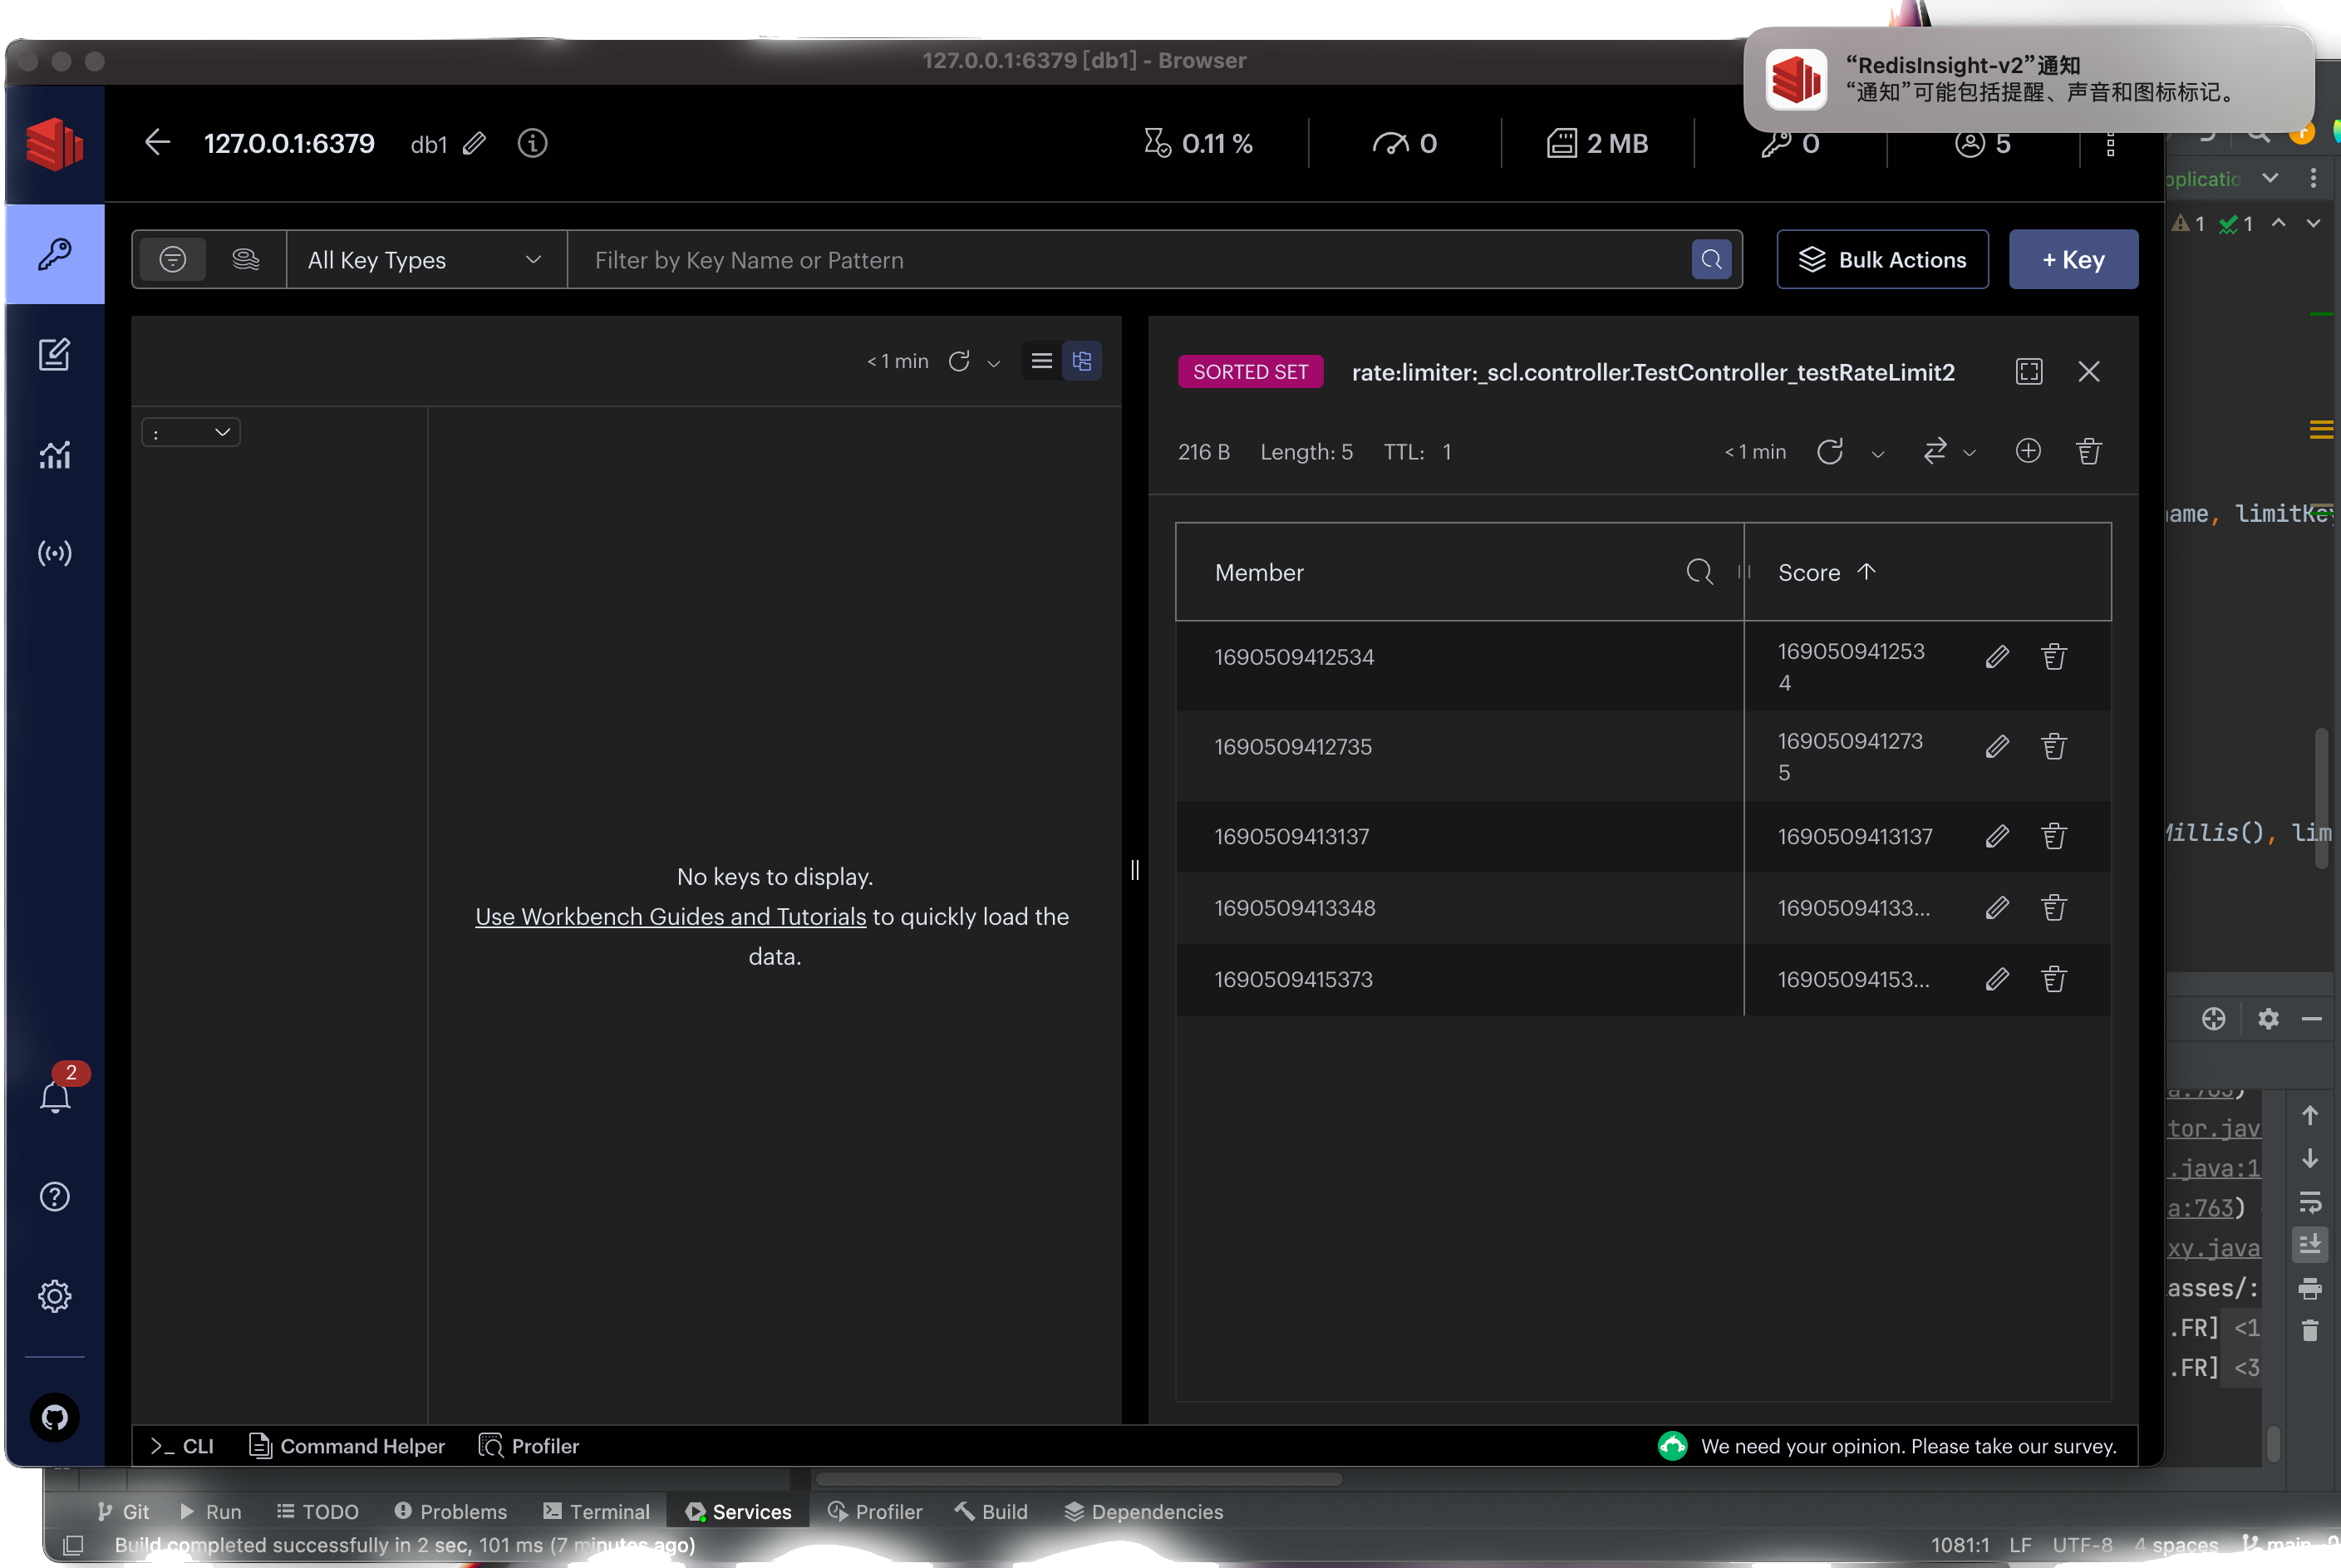 127.0.0.1:6379 [db1] - Browser
“RedisInsight-v2”通知
“通知”可能包括提醒、声音和图标标记。
127.0.0.1:6379 db1
0.11 % 0 2 MB 0 5
All Key Types
Filter by Key Name or Pattern
Bulk Actions
+ Key
< 1 min
:
No keys to display.
Use Workbench Guides and Tutorials to quickly load the
data.
SORTED SET rate:limiter:_scl.controller.TestController_testRateLimit2
216 B Length: 5 TTL: 1 < 1 min
Member Score
1690509412534 169050941253
4
1690509412735 169050941273
5
1690509413137 1690509413137
1690509413348 16905094133...
1690509415373 16905094153...
2
>_ CLI Command Helper Profiler
We need your opinion. Please take our survey.
1 1
ame, limitKey
Millis(), lim
a:763)
tor.java
.java:1
a:763)
xy.java
asses/:
.FR] <1
.FR] <3
Git Run TODO Problems Terminal Services Profiler Build Dependencies
Build completed successfully in 2 sec, 101 ms (7 minutes ago)
1081:1 LF UTF-8 4 spaces main